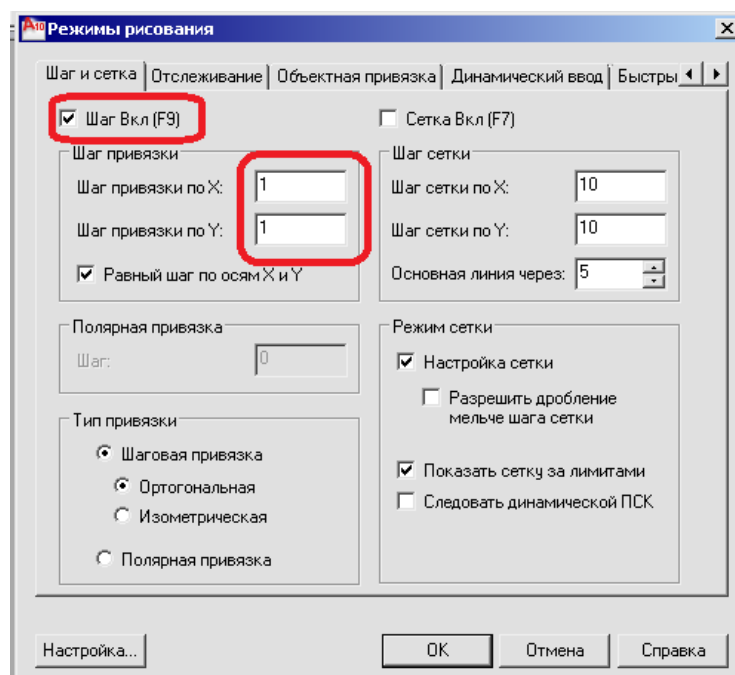 A10 Режимы рисования
Шаг и сетка Отслеживание Объектная привязка Динамический ввод Быстры
Шаг Вкл (F9)
Сетка Вкл (F7)
Шаг привязки
Шаг привязки по X: 1
Шаг привязки по Y: 1
Равный шаг по осям X и Y
Шаг сетки
Шаг сетки по X: 10
Шаг сетки по Y: 10
Основная линия через: 5
Полярная привязка
Шаг: 0
Тип привязки
Шаговая привязка
Ортогональная
Изометрическая
Полярная привязка
Режим сетки
Настройка сетки
Разрешить дробление
мельче шага сетки
Показать сетку за лимитами
Следовать динамической ПСК
Настройка... OK Отмена Справка